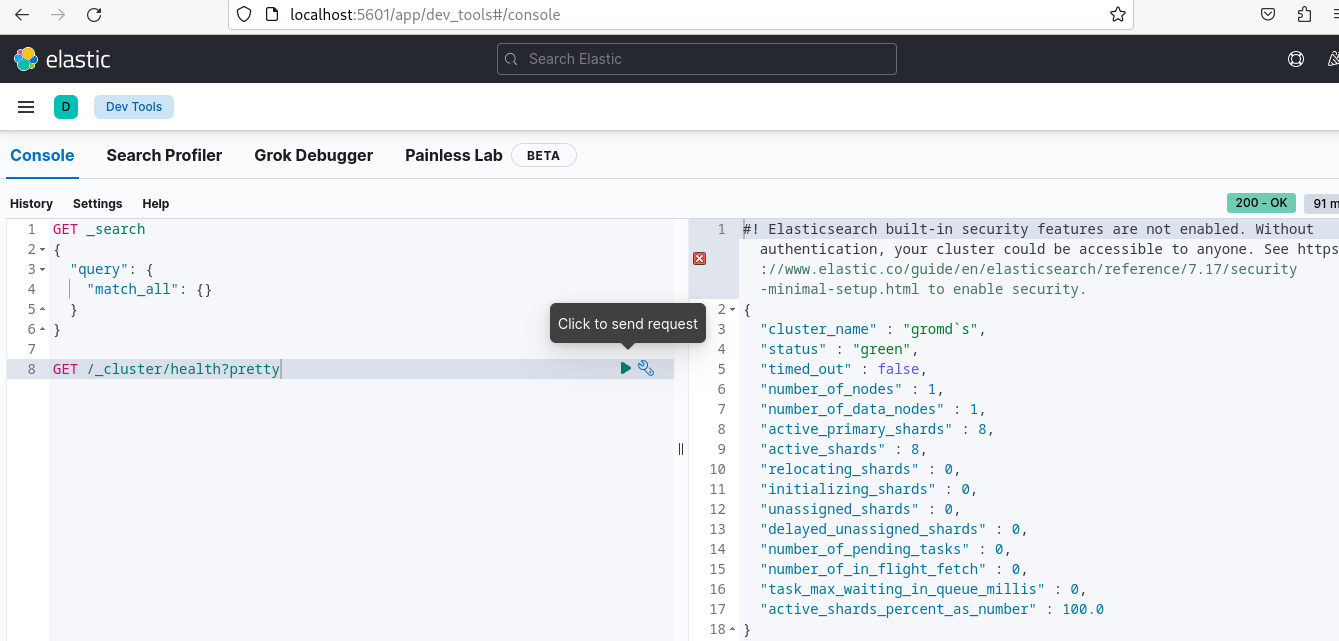 localhost:5601/app/dev_tools#/console
elastic
Search Elastic
D
Dev Tools
Console
Search Profiler
Grok Debugger
Painless Lab
BETA
History
Settings
Help
200 - OK
91 m
1 GET _search
2 {
3 "query": {
4 "match_all": {}
5 }
6 }
7
8 GET /_cluster/health?pretty
Click to send request
1 #! Elasticsearch built-in security features are not enabled. Without
authentication, your cluster could be accessible to anyone. See https
://www.elastic.co/guide/en/elasticsearch/reference/7.17/security
-minimal-setup.html to enable security.
2 {
3 "cluster_name" : "gromd`s",
4 "status" : "green",
5 "timed_out" : false,
6 "number_of_nodes" : 1,
7 "number_of_data_nodes" : 1,
8 "active_primary_shards" : 8,
9 "active_shards" : 8,
10 "relocating_shards" : 0,
11 "initializing_shards" : 0,
12 "unassigned_shards" : 0,
13 "delayed_unassigned_shards" : 0,
14 "number_of_pending_tasks" : 0,
15 "number_of_in_flight_fetch" : 0,
16 "task_max_waiting_in_queue_millis" : 0,
17 "active_shards_percent_as_number" : 100.0
18 }